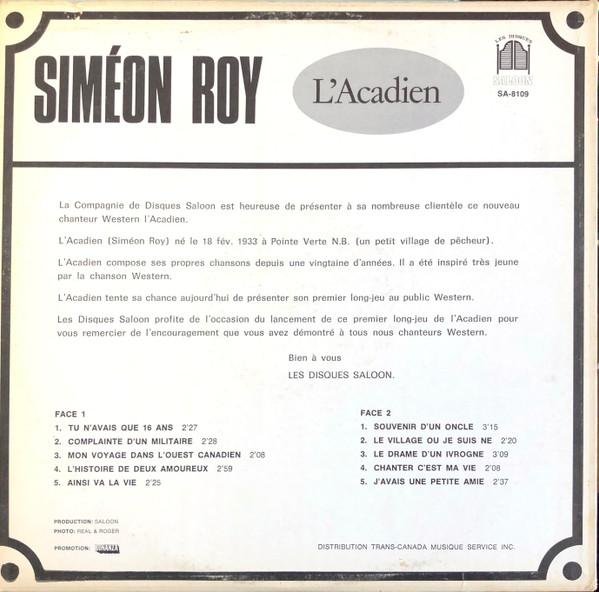 SIMÉON ROY
L'Acadien
LES DISQUES
SALOON
SA-8109
La Compagnie de Disques Saloon est heureuse de présenter à sa nombreuse clientèle ce nouveau
chanteur Western l'Acadien.
L'Acadien (Siméon Roy) né le 18 fév. 1933 à Pointe Verte N.B. (un petit village de pêcheur).
L'Acadien compose ses propres chansons depuis une vingtaine d'années. Il a été inspiré très jeune
par la chanson Western.
L'Acadien tente sa chance aujourd'hui de présenter son premier long-jeu au public Western.
Les Disques Saloon profite de l'occasion du lancement de ce premier long-jeu de l'Acadien pour
vous remercier de l'encouragement que vous avez démontré à tous nous chanteurs Western.
Bien à vous
LES DISQUES SALOON.
FACE 1
1. TU N'AVAIS QUE 16 ANS 2'27
2. COMPLAINTE D'UN MILITAIRE 2'28
3. MON VOYAGE DANS L'OUEST CANADIEN 2'08
4. L'HISTOIRE DE DEUX AMOUREUX 2'59
5. AINSI VA LA VIE 2'25
FACE 2
1. SOUVENIR D'UN ONCLE 3'15
2. LE VILLAGE OU JE SUIS NE 2'20
3. LE DRAME D'UN IVROGNE 3'09
4. CHANTER C'EST MA VIE 2'08
5. J'AVAIS UNE PETITE AMIE 2'37
PRODUCTION: SALOON
PHOTO: REAL & ROGER
PROMOTION: BONANZA
DISTRIBUTION TRANS-CANADA MUSIQUE SERVICE INC.